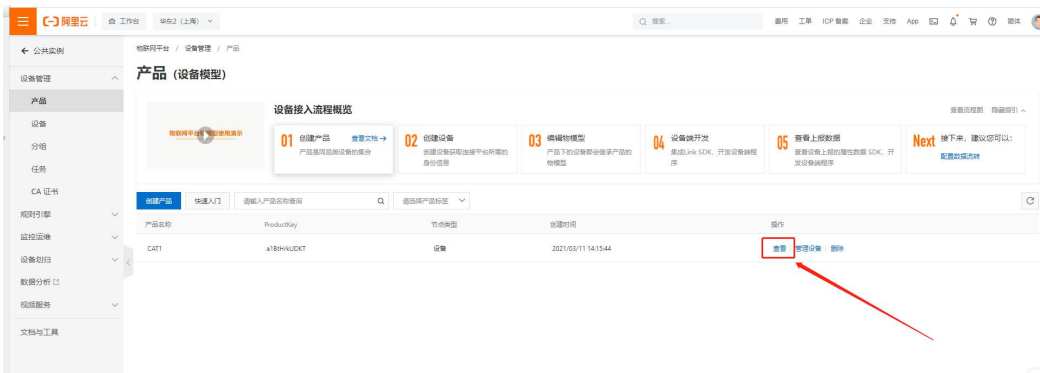 阿里云 工作台 华东2（上海） 搜索... 费用 工单 ICP 备案 企业 支持 App 简体
公共实例
物联网平台 / 设备管理 / 产品
产品（设备模型）
设备管理
产品
设备
分组
任务
CA 证书
规则引擎
监控运维
设备划归
数据分析
视频服务
文档与工具
设备接入流程概览
查看流程图 隐藏指引
01 创建产品 查看文档
产品是同品类设备的集合
02 创建设备
创建设备获取连接平台所需的
身份信息
03 编辑物模型
产品下的设备都会继承产品的
物模型
04 设备端开发
集成Link SDK，开发设备端程
序
05 查看上报数据
查看设备上报的属性数据 SDK，开
发设备端程序
Next 接下来，建议您可以：
配置数据流转
创建产品 快速入门 请输入产品名称查询 请选择产品标签
产品名称 ProductKey 节点类型 创建时间 操作
CAT1 设备 2021/03/11 14:15:44 查看 管理设备 删除